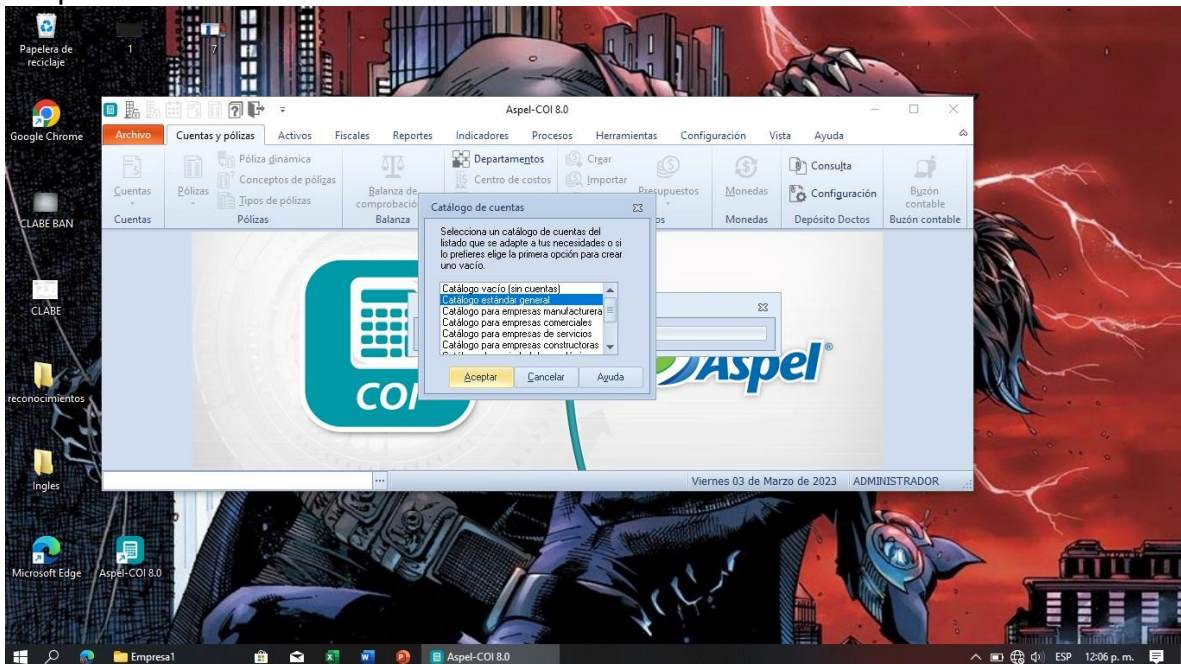 Papelera de
reciclaje
1
7
Google Chrome
CLABE BAN
CLABE
reconocimientos
Ingles
Microsoft Edge
Aspel-COI 8.0
Aspel-COI 8.0
Archivo
Cuentas y pólizas
Activos
Fiscales
Reportes
Indicadores
Procesos
Herramientas
Configuración
Vista
Ayuda
Cuentas
Cuentas
Pólizas
Póliza dinámica
Conceptos de pólizas
Tipos de pólizas
Pólizas
Balanza de
comprobació
Balanza
Departamentos
Centro de costos
Crear
Importar
Presupuestos
os
Monedas
Monedas
Consulta
Configuración
Depósito Doctos
Buzón
contable
Buzón contable
Catálogo de cuentas
Selecciona un catálogo de cuentas del
listado que se adapte a tus necesidades o si
lo prefieres elige la primera opción para crear
uno vacío.
Catálogo vacío (sin cuentas)
Catálogo estándar general
Catálogo para empresas manufacturera
Catálogo para empresas comerciales
Catálogo para empresas de servicios
Catálogo para empresas constructoras
Aceptar
Cancelar
Ayuda
COI
Aspel®
...
Viernes 03 de Marzo de 2023
ADMINISTRADOR
Empresa1
Aspel-COI 8.0
ESP
12:06 p. m.